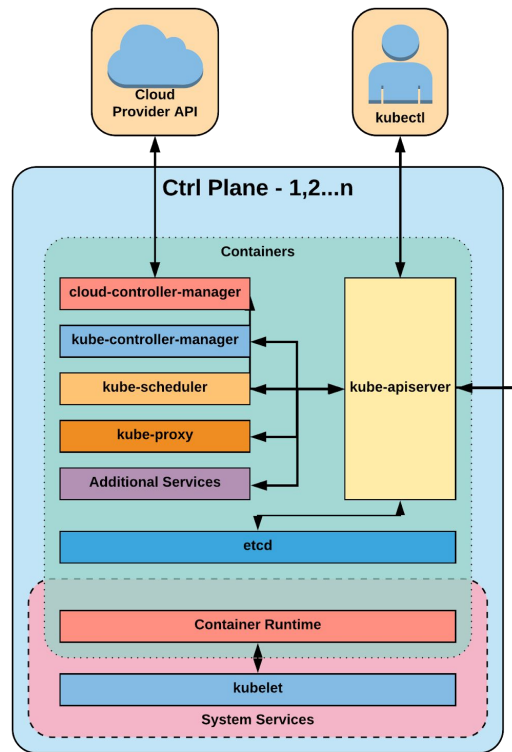 Cloud
Provider API
kubectl
Ctrl Plane - 1,2...n
Containers
cloud-controller-manager
kube-controller-manager
kube-scheduler
kube-apiserver
kube-proxy
Additional Services
etcd
Container Runtime
kubelet
System Services